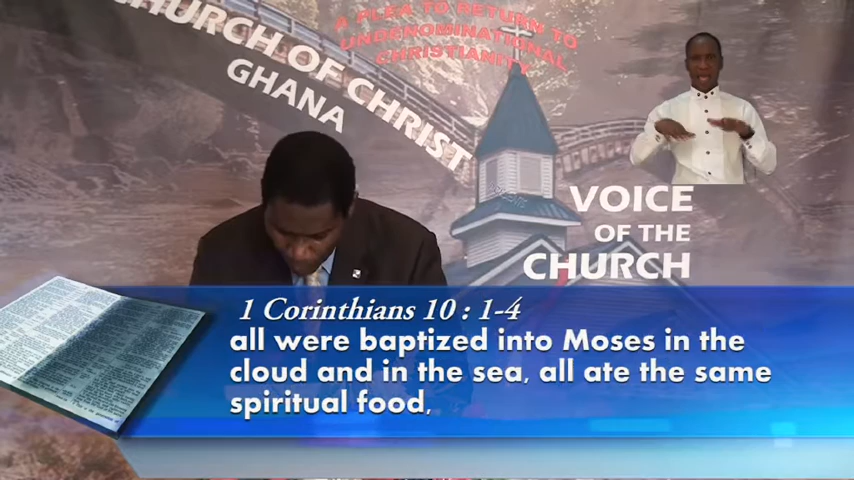 CHURCH OF CHRIST
GHANA
A PLEA TO RETURN TO
UNDENOMINATIONAL
CHRISTIANITY
VOICE
OF THE
CHURCH
1 Corinthians 10 : 1-4
all were baptized into Moses in the
cloud and in the sea, all ate the same
spiritual food,